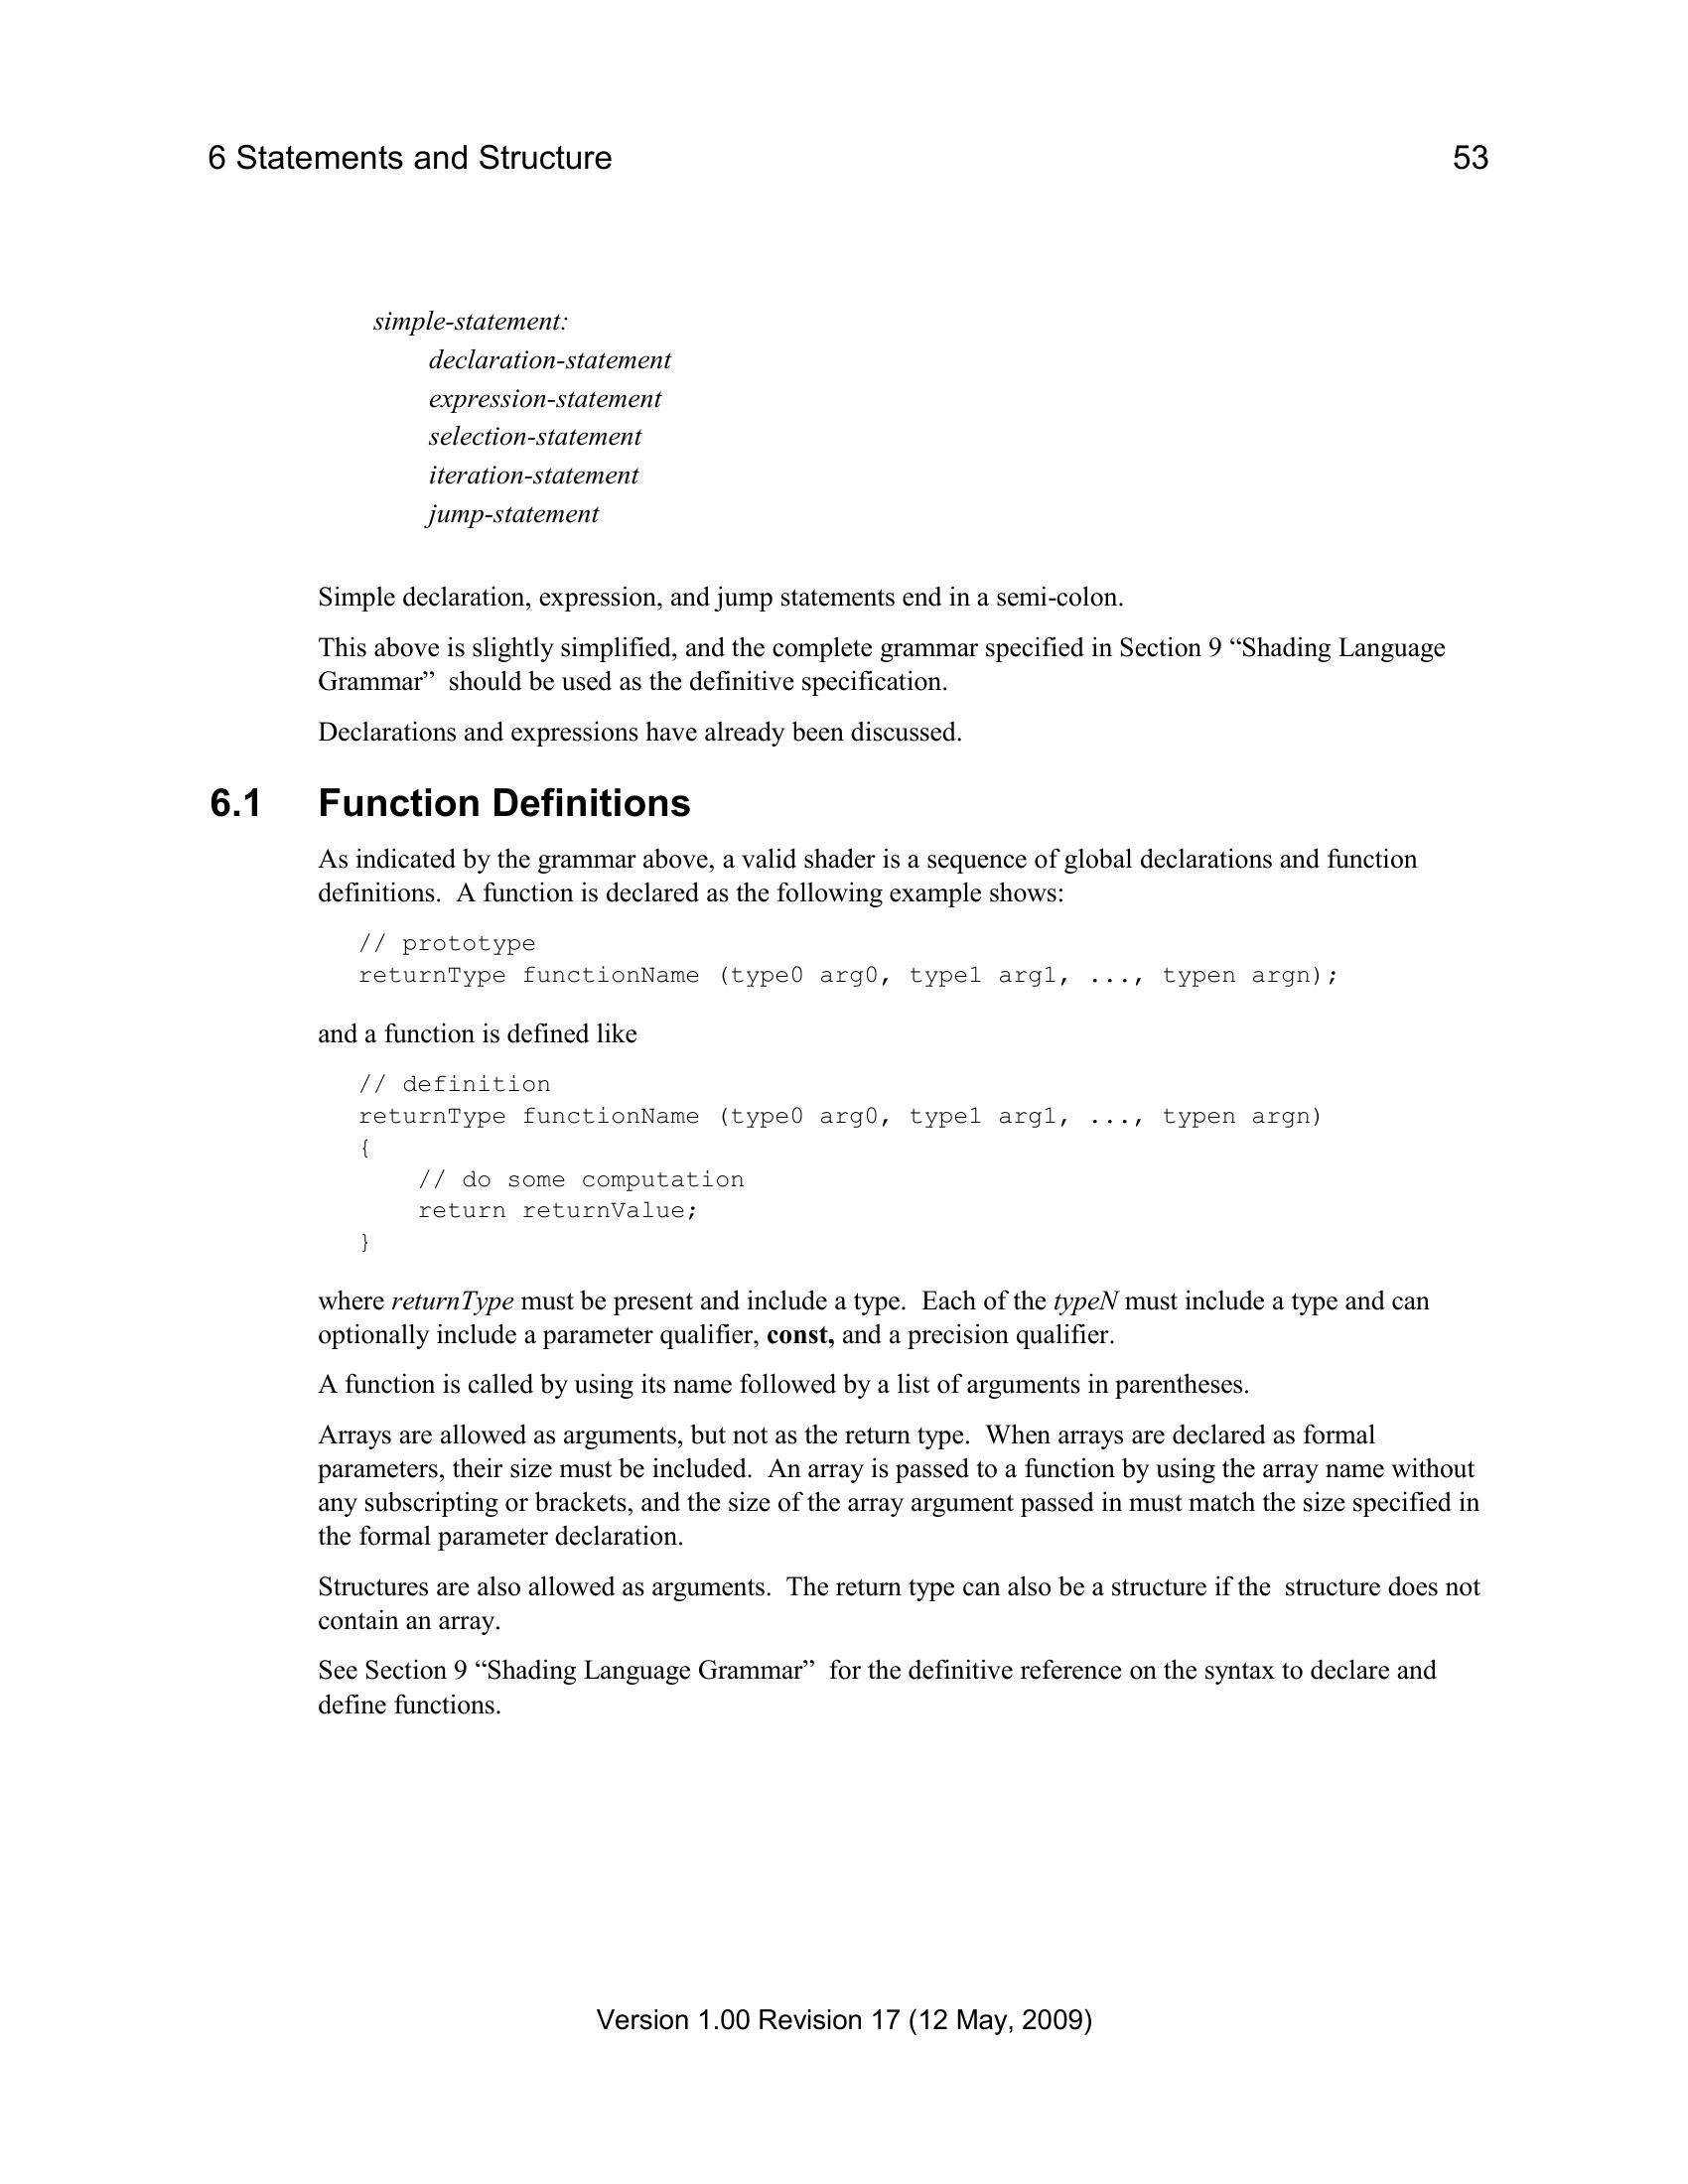 6 Statements and Structure 53
simple-statement:
declaration-statement
expression-statement
selection-statement
iteration-statement
jump-statement
Simple declaration, expression, and jump statements end in a semi-colon.
This above is slightly simplified, and the complete grammar specified in Section 9 “Shading Language
Grammar”  should be used as the definitive specification.
Declarations and expressions have already been discussed.
6.1 Function Definitions
As indicated by the grammar above, a valid shader is a sequence of global declarations and function
definitions.  A function is declared as the following example shows:
// prototype
returnType functionName (type0 arg0, type1 arg1, ..., typen argn);
and a function is defined like
// definition
returnType functionName (type0 arg0, type1 arg1, ..., typen argn)
{
// do some computation
return returnValue;
}
where returnType must be present and include a type.  Each of the typeN must include a type and can
optionally include a parameter qualifier, const, and a precision qualifier.
A function is called by using its name followed by a list of arguments in parentheses.
Arrays are allowed as arguments, but not as the return type.  When arrays are declared as formal
parameters, their size must be included.  An array is passed to a function by using the array name without
any subscripting or brackets, and the size of the array argument passed in must match the size specified in
the formal parameter declaration.
Structures are also allowed as arguments.  The return type can also be a structure if the  structure does not
contain an array.
See Section 9 “Shading Language Grammar”  for the definitive reference on the syntax to declare and
define functions.
Version 1.00 Revision 17 (12 May, 2009)